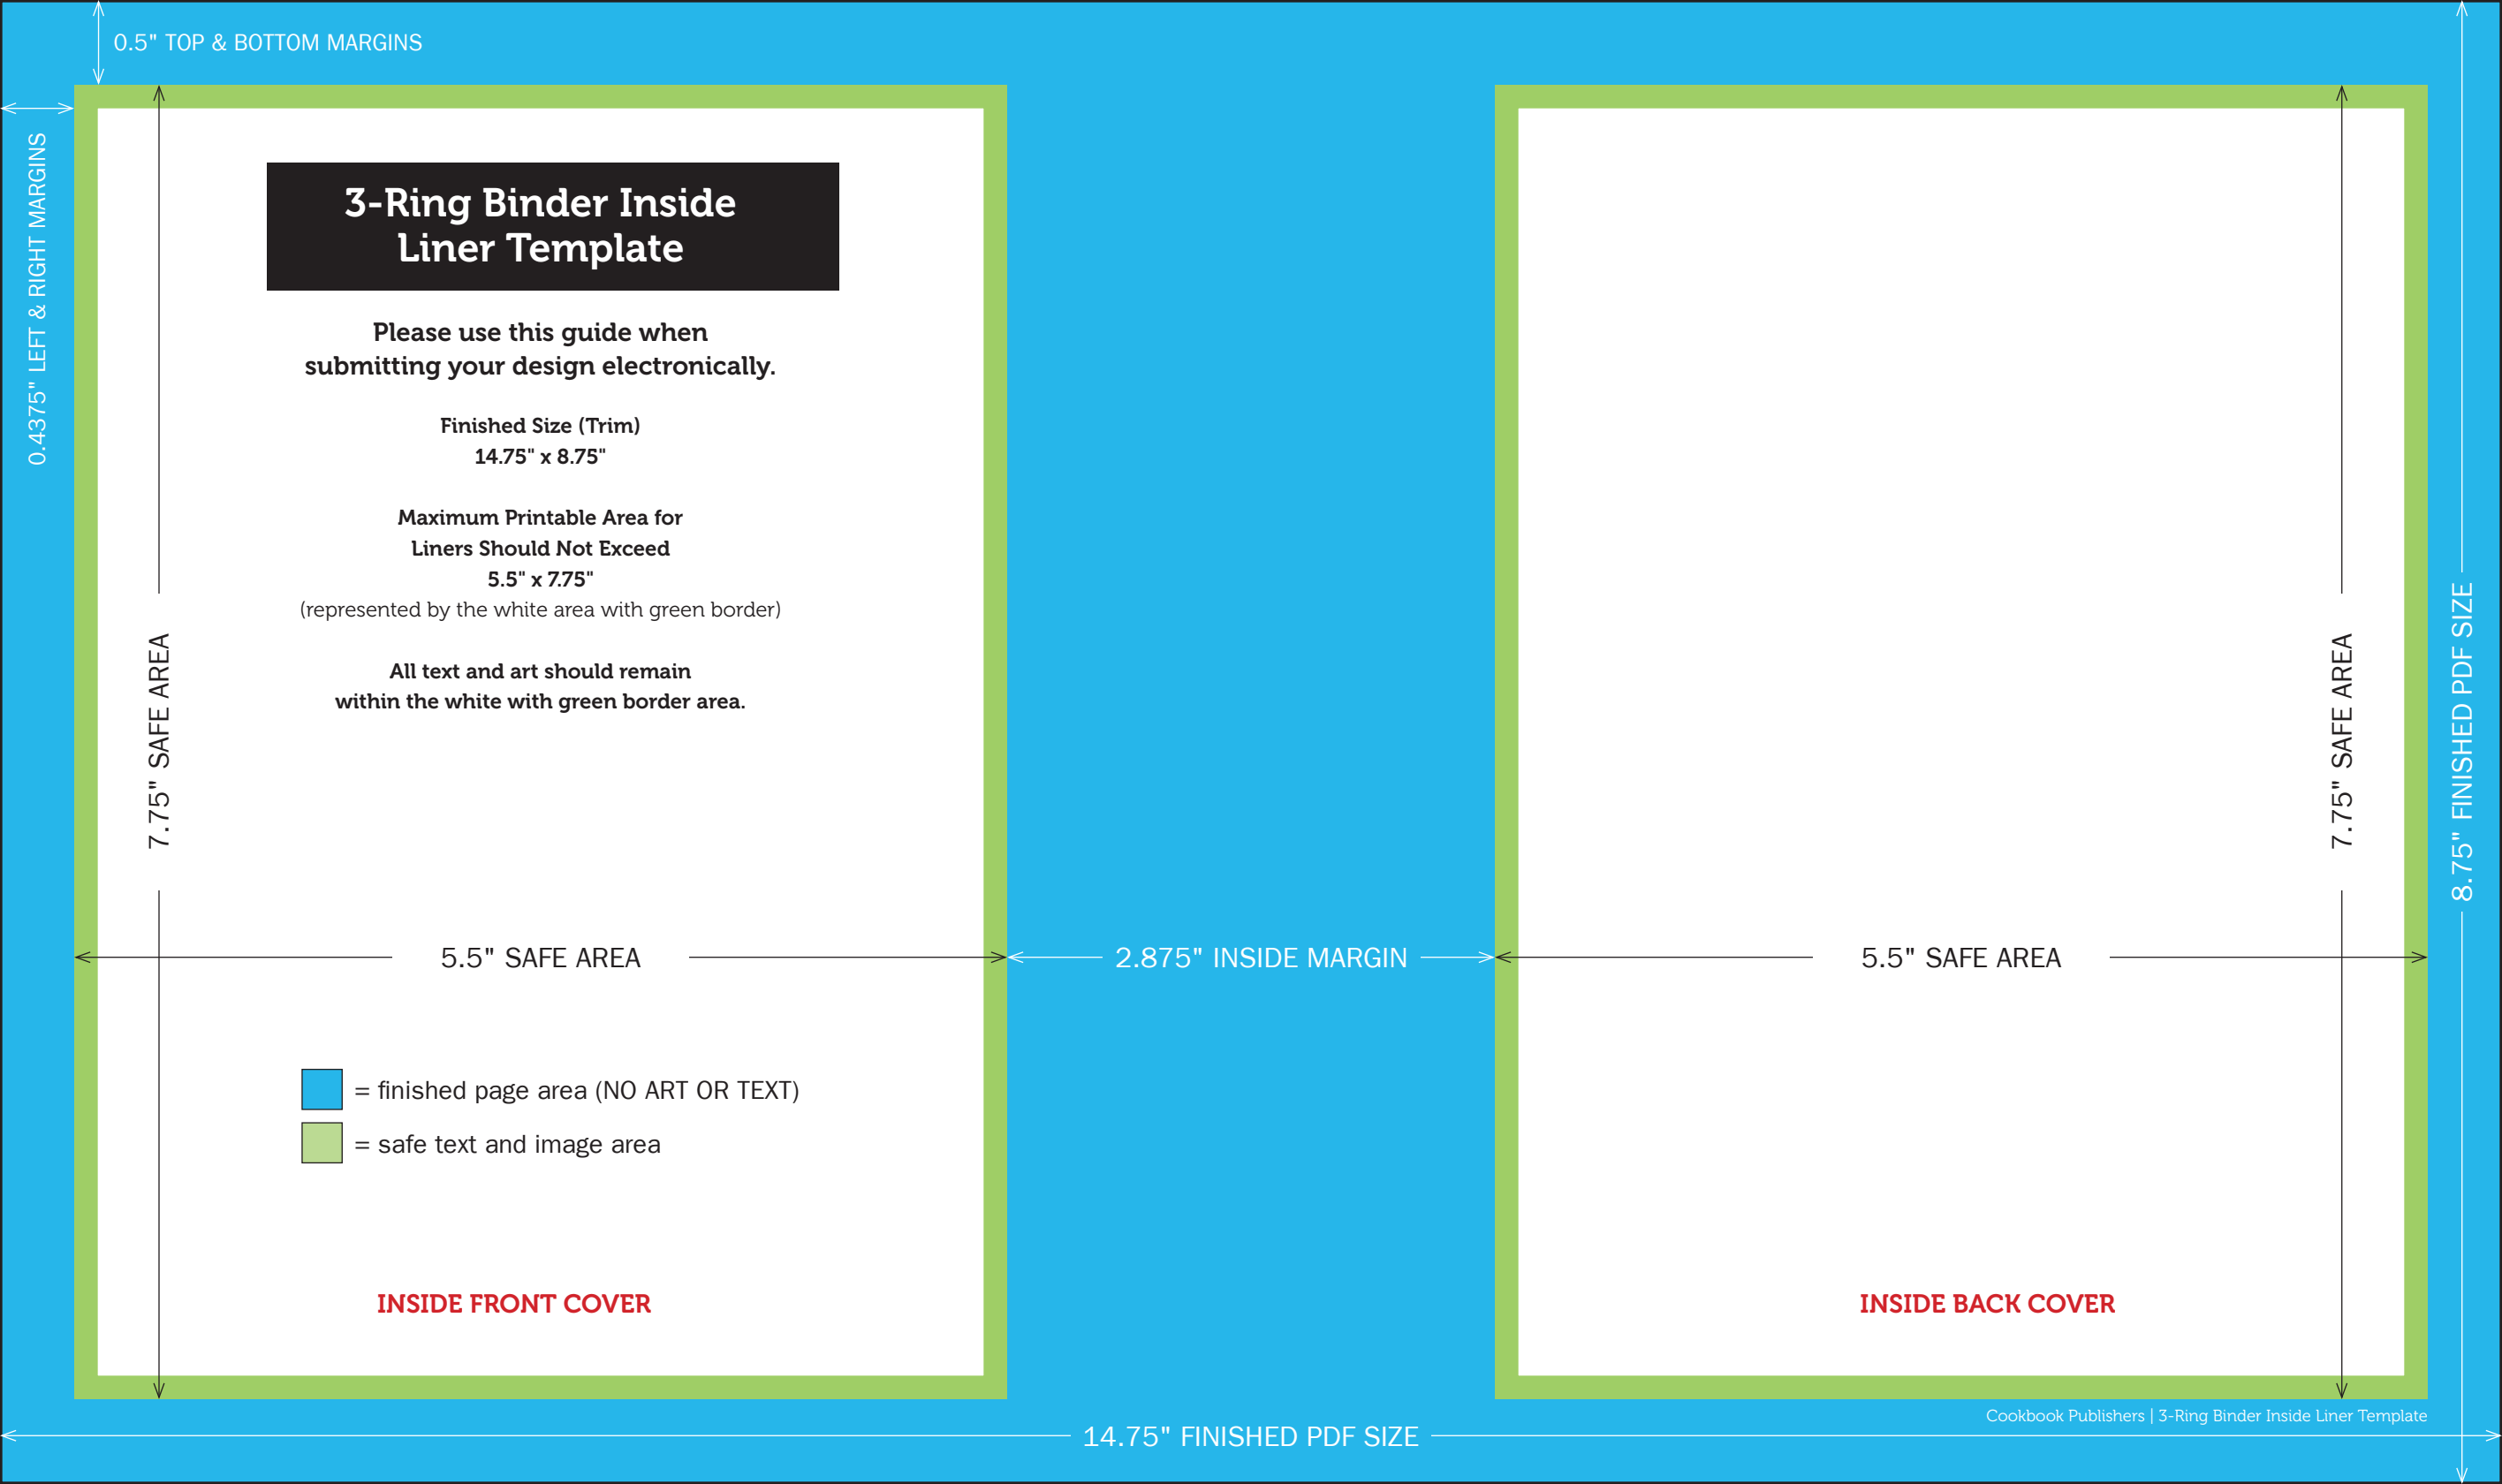 0.5" TOP & BOTTOM MARGINS
0.4375" LEFT & RIGHT MARGINS
3-Ring Binder Inside
Liner Template
Please use this guide when
submitting your design electronically.
Finished Size (Trim)
14.75" x 8.75"
Maximum Printable Area for
Liners Should Not Exceed
5.5" x 7.75"
(represented by the white area with green border)
All text and art should remain
within the white with green border area.
7.75" SAFE AREA
5.5" SAFE AREA
= finished page area (NO ART OR TEXT)
= safe text and image area
INSIDE FRONT COVER
2.875" INSIDE MARGIN
7.75" SAFE AREA
5.5" SAFE AREA
INSIDE BACK COVER
8.75" FINISHED PDF SIZE
Cookbook Publishers | 3-Ring Binder Inside Liner Template
14.75" FINISHED PDF SIZE